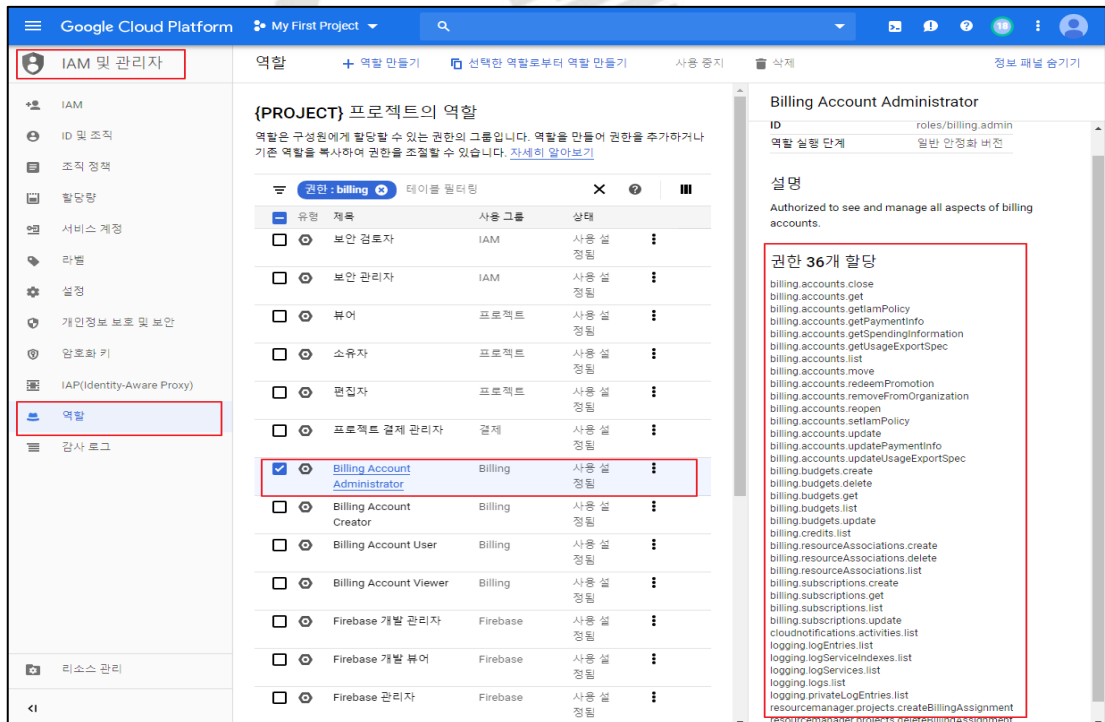 Google Cloud Platform
My First Project
18
IAM 및 관리자
역할
역할 만들기
선택한 역할로부터 역할 만들기
사용 중지
삭제
정보 패널 숨기기
IAM
ID 및 조직
조직 정책
할당량
서비스 계정
라벨
설정
개인정보 보호 및 보안
암호화 키
IAP(Identity-Aware Proxy)
역할
감사 로그
리소스 관리
{PROJECT} 프로젝트의 역할
역할은 구성원에게 할당할 수 있는 권한의 그룹입니다. 역할을 만들어 권한을 추가하거나
기존 역할을 복사하여 권한을 조절할 수 있습니다. 자세히 알아보기
권한 : billing
테이블 필터링
유형 제목 사용 그룹 상태
보안 검토자 IAM 사용 설
정됨
보안 관리자 IAM 사용 설
정됨
뷰어 프로젝트 사용 설
정됨
소유자 프로젝트 사용 설
정됨
편집자 프로젝트 사용 설
정됨
프로젝트 결제 관리자 결제 사용 설
정됨
Billing Account Billing 사용 설
Administrator 정됨
Billing Account Billing 사용 설
Creator 정됨
Billing Account User Billing 사용 설
정됨
Billing Account Viewer Billing 사용 설
정됨
Firebase 개발 관리자 Firebase 사용 설
정됨
Firebase 개발 뷰어 Firebase 사용 설
정됨
Firebase 관리자 Firebase 사용 설
정됨
Billing Account Administrator
ID roles/billing.admin
역할 실행 단계 일반 안정화 버전
설명
Authorized to see and manage all aspects of billing
accounts.
권한 36개 할당
billing.accounts.close
billing.accounts.get
billing.accounts.getIamPolicy
billing.accounts.getPaymentInfo
billing.accounts.getSpendingInformation
billing.accounts.getUsageExportSpec
billing.accounts.list
billing.accounts.move
billing.accounts.redeemPromotion
billing.accounts.removeFromOrganization
billing.accounts.reopen
billing.accounts.setIamPolicy
billing.accounts.update
billing.accounts.updatePaymentInfo
billing.accounts.updateUsageExportSpec
billing.budgets.create
billing.budgets.delete
billing.budgets.get
billing.budgets.list
billing.budgets.update
billing.credits.list
billing.resourceAssociations.create
billing.resourceAssociations.delete
billing.resourceAssociations.list
billing.subscriptions.create
billing.subscriptions.get
billing.subscriptions.list
billing.subscriptions.update
cloudnotifications.activities.list
logging.logEntries.list
logging.logServiceIndexes.list
logging.logServices.list
logging.logs.list
logging.privateLogEntries.list
resourcemanager.projects.createBillingAssignment
resourcemanager.projects.deleteBillingAssignment